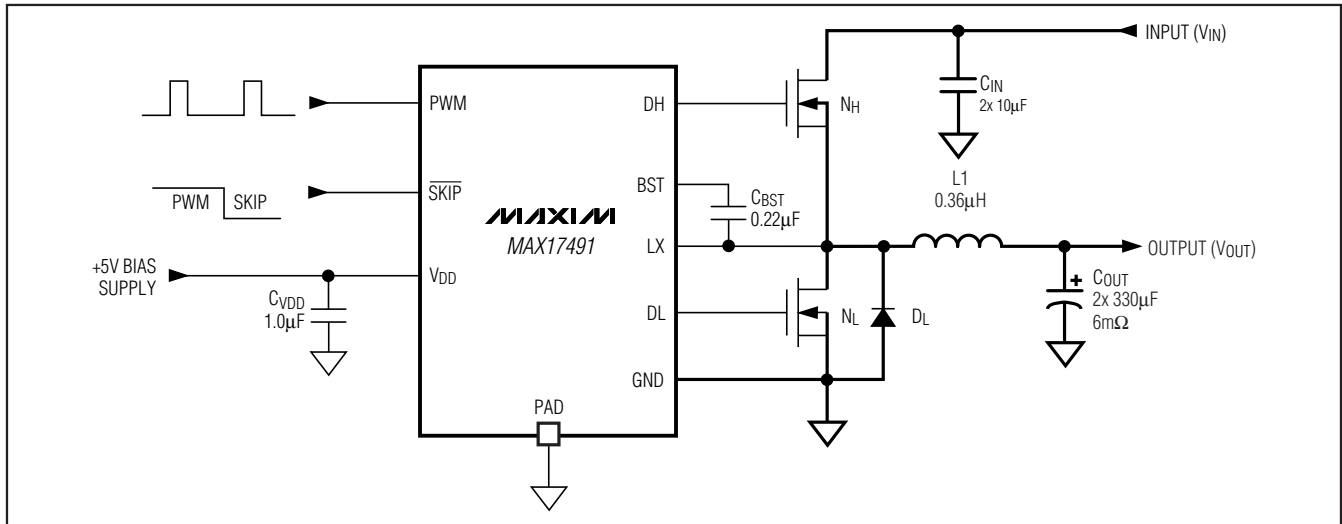 INPUT (VIN)
CIN
2x 10µF
PWM
DH
NH
L1
0.36µH
BST
CBST
0.22µF
PWM
SKIP
SKIP
MAXIM
MAX17491
LX
OUTPUT (VOUT)
+5V BIAS
SUPPLY
VDD
CVDD
1.0µF
DL
NL
DL
+
COUT
2x 330µF
6mΩ
GND
PAD